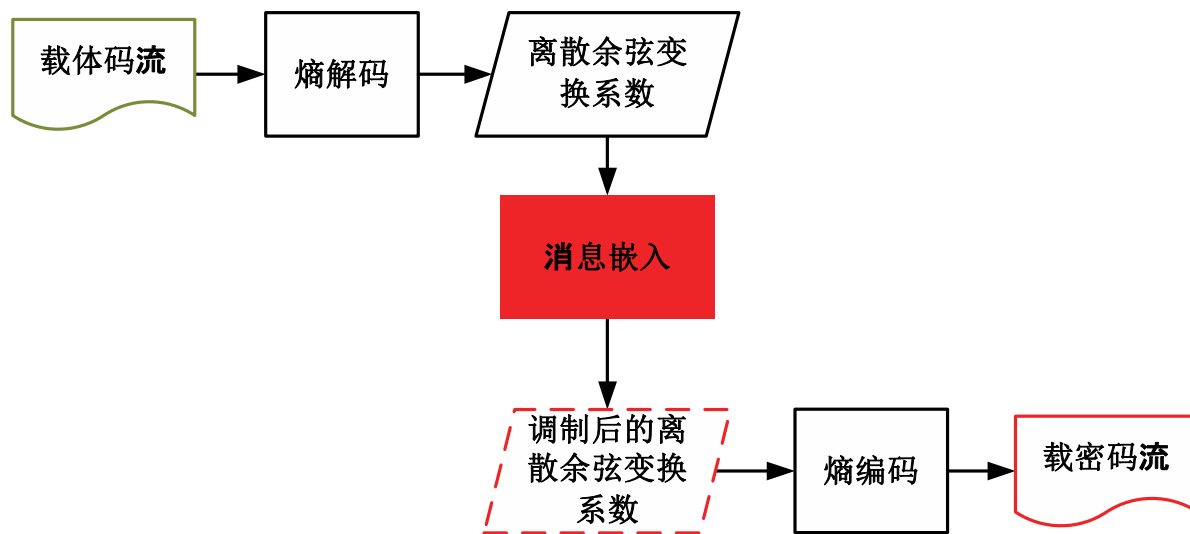 载体码流
熵解码
离散余弦变
换系数
消息嵌入
调制后的离
散余弦变换
系数
熵编码
载密码流